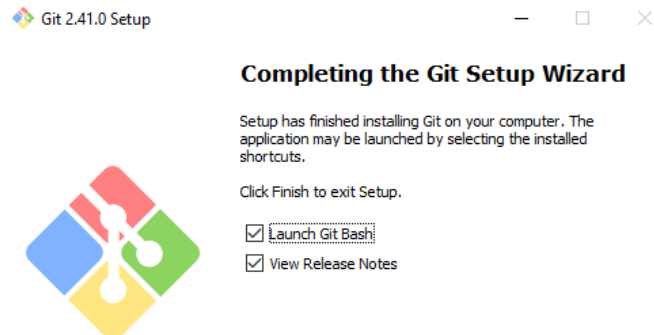 Git 2.41.0 Setup
Completing the Git Setup Wizard
Setup has finished installing Git on your computer. The
application may be launched by selecting the installed
shortcuts.
Click Finish to exit Setup.
Launch Git Bash
View Release Notes